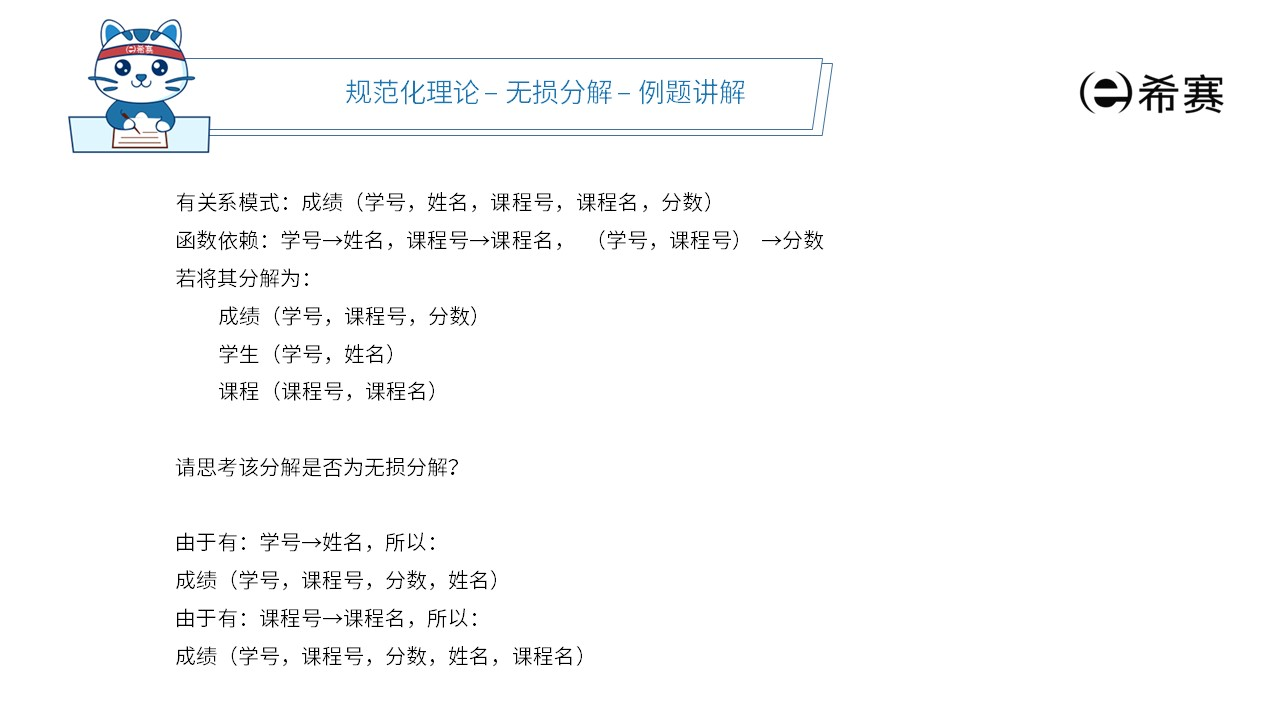 希赛
规范化理论 – 无损分解 – 例题讲解
希赛
有关系模式：成绩（学号，姓名，课程号，课程名，分数）
函数依赖：学号→姓名，课程号→课程名， （学号，课程号） →分数
若将其分解为：
成绩（学号，课程号，分数）
学生（学号，姓名）
课程（课程号，课程名）
请思考该分解是否为无损分解？
由于有：学号→姓名，所以：
成绩（学号，课程号，分数，姓名）
由于有：课程号→课程名，所以：
成绩（学号，课程号，分数，姓名，课程名）